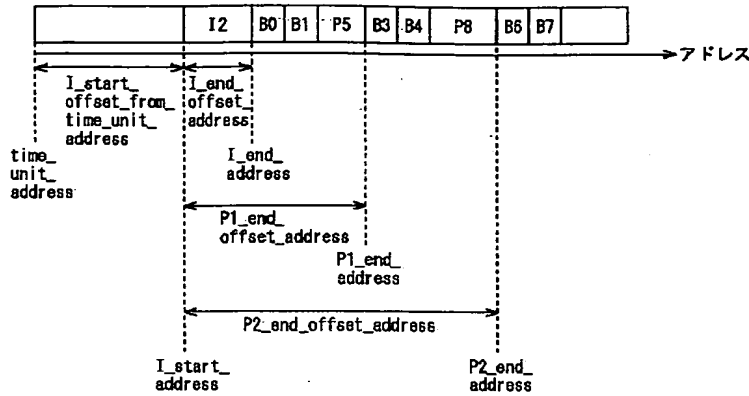 I2 B0 B1 P5 B3 B4 P8 B6 B7
アドレス
I_start_
offset_from_
time_unit_
address
I_end_
offset_
address
time_
unit_
address
I_end_
address
P1_end_
offset_address
P1_end_
address
P2_end_offset_address
I_start_
address
P2_end_
address